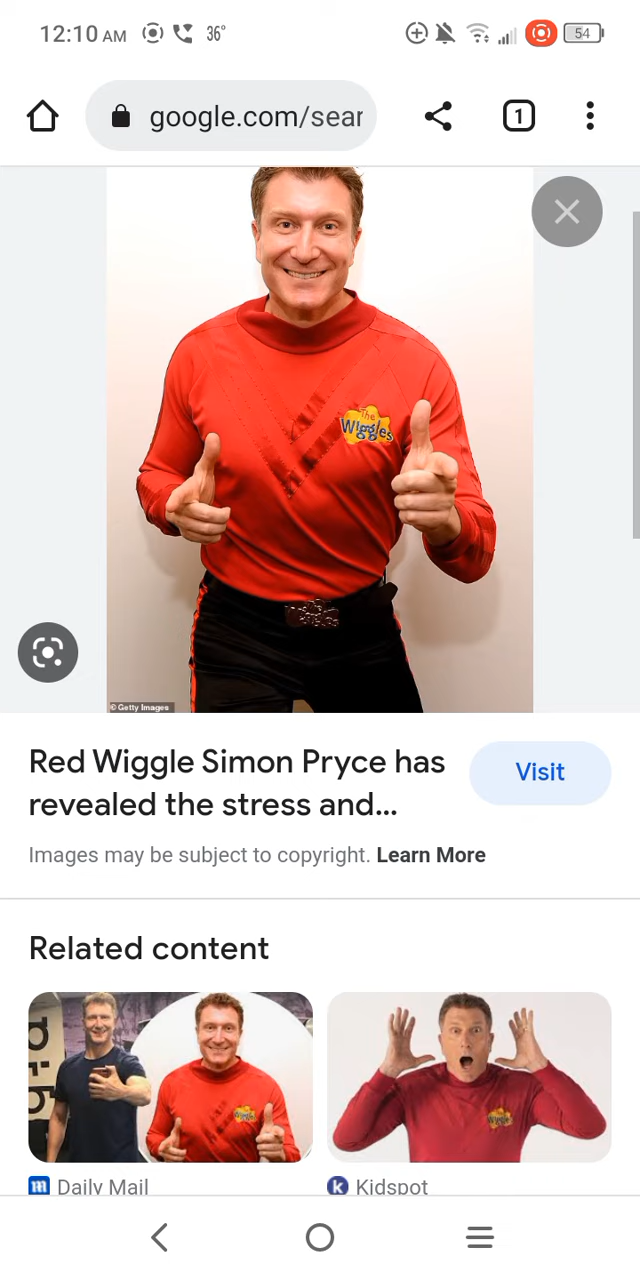 12:10 AM 36° 54
google.com/sear 1
The
Wiggles
© Getty Images
Red Wiggle Simon Pryce has
revealed the stress and...
Visit
Images may be subject to copyright. Learn More
Related content
Daily Mail
Kidspot